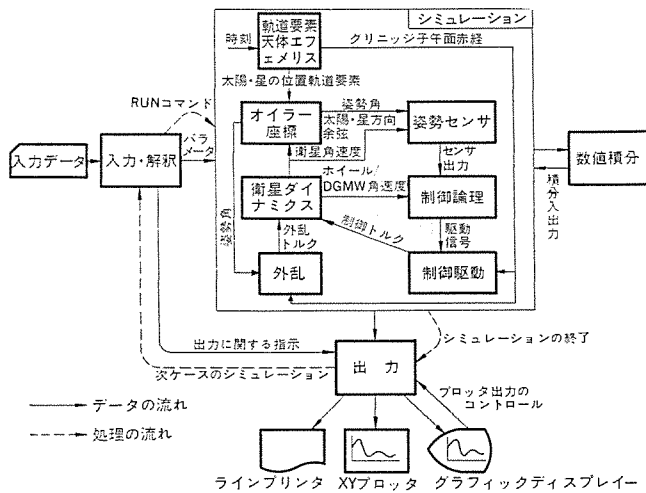 シミュレーション
時刻
軌道要素
天体エフ
ェメリス
グリニッジ子午面赤経
太陽・星の位置軌道要素
RUNコマンド
オイラー
座標
姿勢角
太陽・星方向
余弦
姿勢センサ
入力データ
入力・解釈
パラ
メータ
衛星角速度
センサ
出力
数値積分
衛星ダイ
ナミクス
ホイール/
DGMW角速度
制御論理
積分入出力
姿勢角
外乱
トルク
制御トルク
駆動
信号
外乱
制御駆動
出力に関する指示
シミュレーションの終了
次ケースのシミュレーション
出力
プロッタ出力の
コントロール
データの流れ
処理の流れ
ラインプリンタ
XYプロッタ
グラフィックディスプレイー